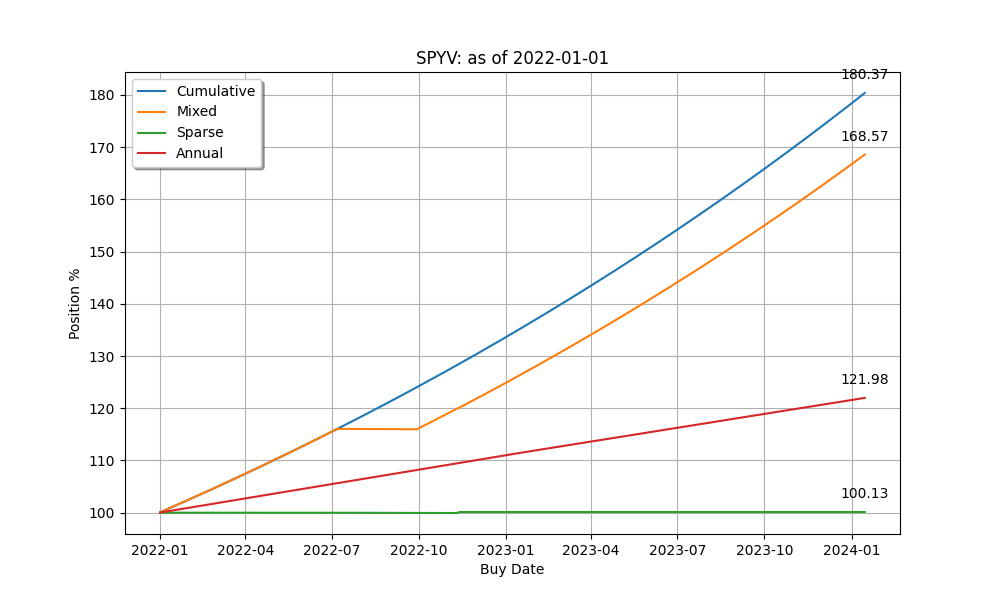 SPYV: as of 2022-01-01
Cumulative
Mixed
Sparse
Annual
180.37
168.57
121.98
100.13
Position %
180
170
160
150
140
130
120
110
100
2022-01 2022-04 2022-07 2022-10 2023-01 2023-04 2023-07 2023-10 2024-01
Buy Date